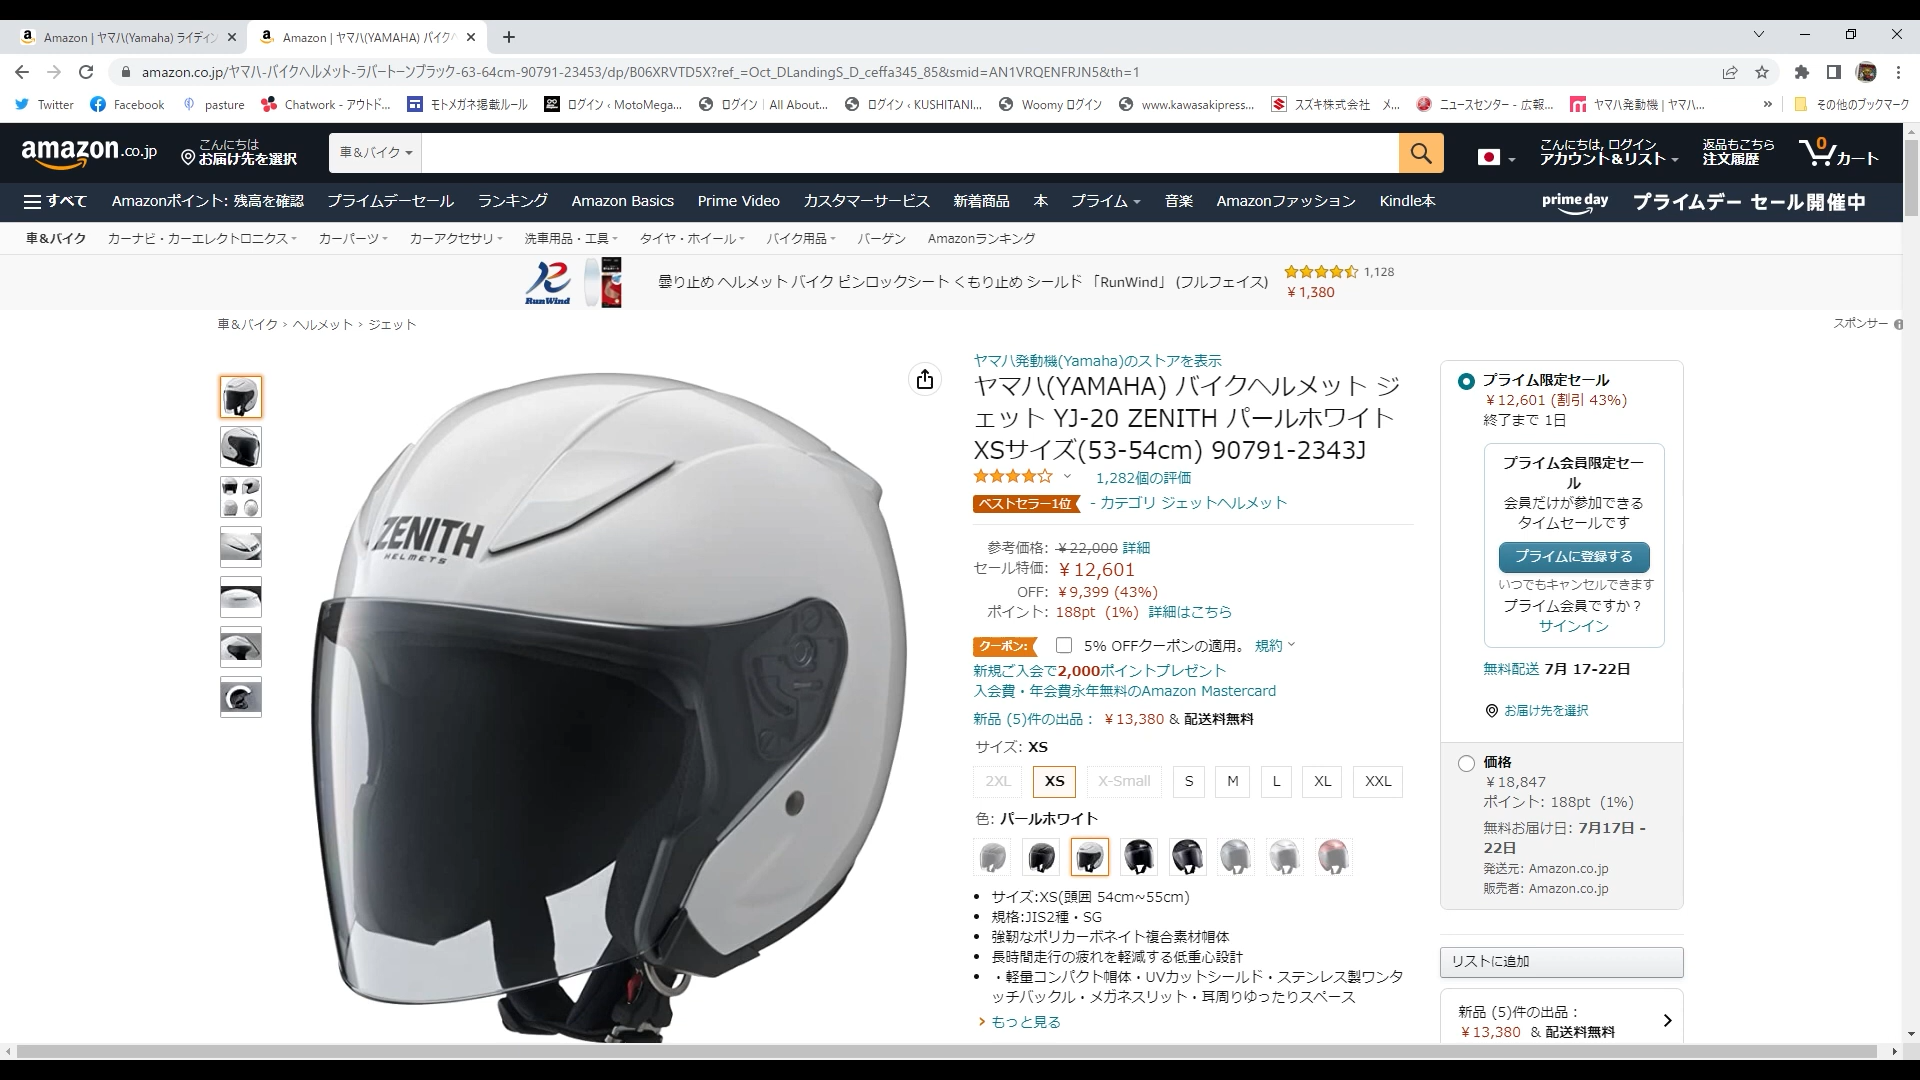 Amazon | ヤマハ(Yamaha) ライディン
Amazon | ヤマハ(YAMAHA) バイクヘ
amazon.co.jp/ヤマハ-バイクヘルメット-ラバートーンブラック-63-64cm-90791-23453/dp/B06XRVTD5X?ref_=Oct_DLandingS_D_ceffa345_85&smid=AN1VRQENFRJN5&th=1
Twitter
Facebook
pasture
Chatwork - アウトド...
モトメガネ掲載ルール
ログイン ‹ MotoMega...
ログイン | All About...
ログイン ‹ KUSHITANI...
Woomy ログイン
www.kawasakipress...
スズキ株式会社 メ...
ニュースセンター - 広報...
ヤマハ発動機 | ヤマハ...
»
その他のブックマーク
amazon.co.jp
こんにちは
お届け先を選択
車&バイク
こんにちは, ログイン
アカウント&リスト
返品もこちら
注文履歴
0
カート
すべて
Amazonポイント: 残高を確認
プライムデーセール
ランキング
Amazon Basics
Prime Video
カスタマーサービス
新着商品
本
プライム
音楽
Amazonファッション
Kindle本
prime day
プライムデー セール開催中
車&バイク
カーナビ・カーエレクトロニクス
カーパーツ
カーアクセサリ
洗車用品・工具
タイヤ・ホイール
バイク用品
バーゲン
Amazonランキング
RunWind
曇り止め ヘルメット バイク ピンロックシート くもり止め シールド 「RunWind」 (フルフェイス)
1,128
￥1,380
車&バイク › ヘルメット › ジェット
スポンサー
ZENITH
HELMETS
ヤマハ発動機(Yamaha)のストアを表示
ヤマハ(YAMAHA) バイクヘルメット ジ
ェット YJ-20 ZENITH パールホワイト
XSサイズ(53-54cm) 90791-2343J
1,282個の評価
ベストセラー1位 - カテゴリ ジェットヘルメット
参考価格: ￥22,000 詳細
セール特価: ￥12,601
OFF: ￥9,399 (43%)
ポイント: 188pt (1%) 詳細はこちら
クーポン: 5% OFFクーポンの適用。 規約
新規ご入会で2,000ポイントプレゼント
入会費・年会費永年無料のAmazon Mastercard
新品 (5)件の出品： ￥13,380 & 配送料無料
サイズ: XS
2XL
XS
X-Small
S
M
L
XL
XXL
色: パールホワイト
• サイズ:XS(頭囲 54cm~55cm)
• 規格:JIS2種・SG
• 強靭なポリカーボネイト複合素材帽体
• 長時間走行の疲れを軽減する低重心設計
• ・軽量コンパクト帽体・UVカットシールド・ステンレス製ワンタ
ッチバックル・メガネスリット・耳周りゆったりスペース
› もっと見る
プライム限定セール
￥12,601 (割引 43%)
終了まで 1日
プライム会員限定セー
ル
会員だけが参加できる
タイムセールです
プライムに登録する
いつでもキャンセルできます
プライム会員ですか？
サインイン
無料配送 7月 17-22日
お届け先を選択
価格
￥18,847
ポイント: 188pt (1%)
無料お届け日: 7月17日 -
22日
発送元: Amazon.co.jp
販売者: Amazon.co.jp
リストに追加
新品 (5)件の出品：
￥13,380 & 配送料無料